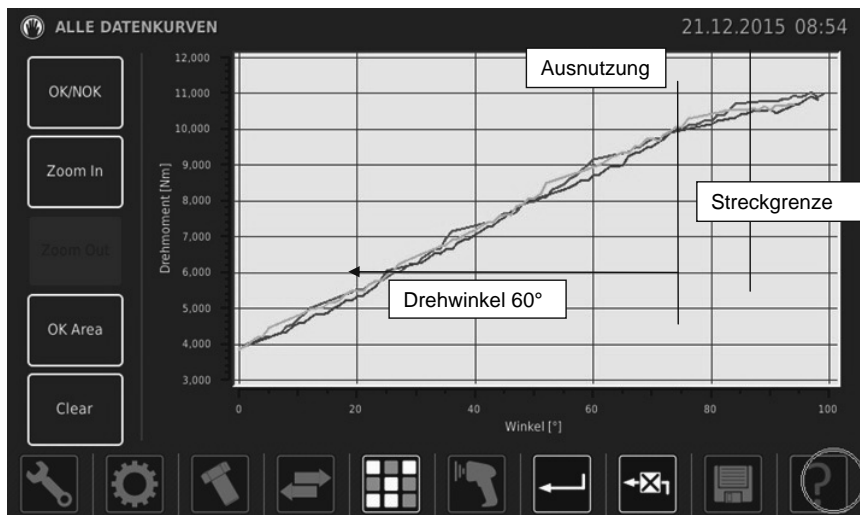 ALLE DATENKURVEN
21.12.2015 08:54
OK/NOK
Zoom In
Zoom Out
OK Area
Clear
Drehmoment [Nm]
12,000
11,000
10,000
9,000
8,000
7,000
6,000
5,000
4,000
3,000
Ausnutzung
Streckgrenze
Drehwinkel 60°
0
20
40
60
80
100
Winkel [°]
?